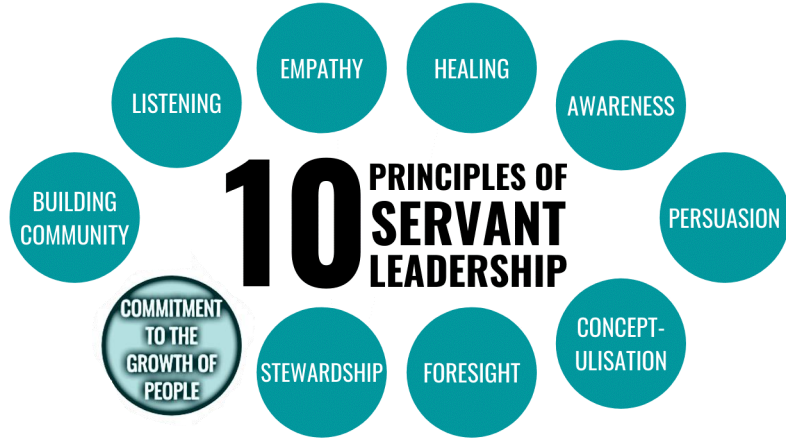 10
PRINCIPLES OF
SERVANT
LEADERSHIP
LISTENING
EMPATHY
HEALING
AWARENESS
PERSUASION
CONCEPT-
ULISATION
FORESIGHT
STEWARDSHIP
COMMITMENT
TO THE
GROWTH OF
PEOPLE
BUILDING
COMMUNITY